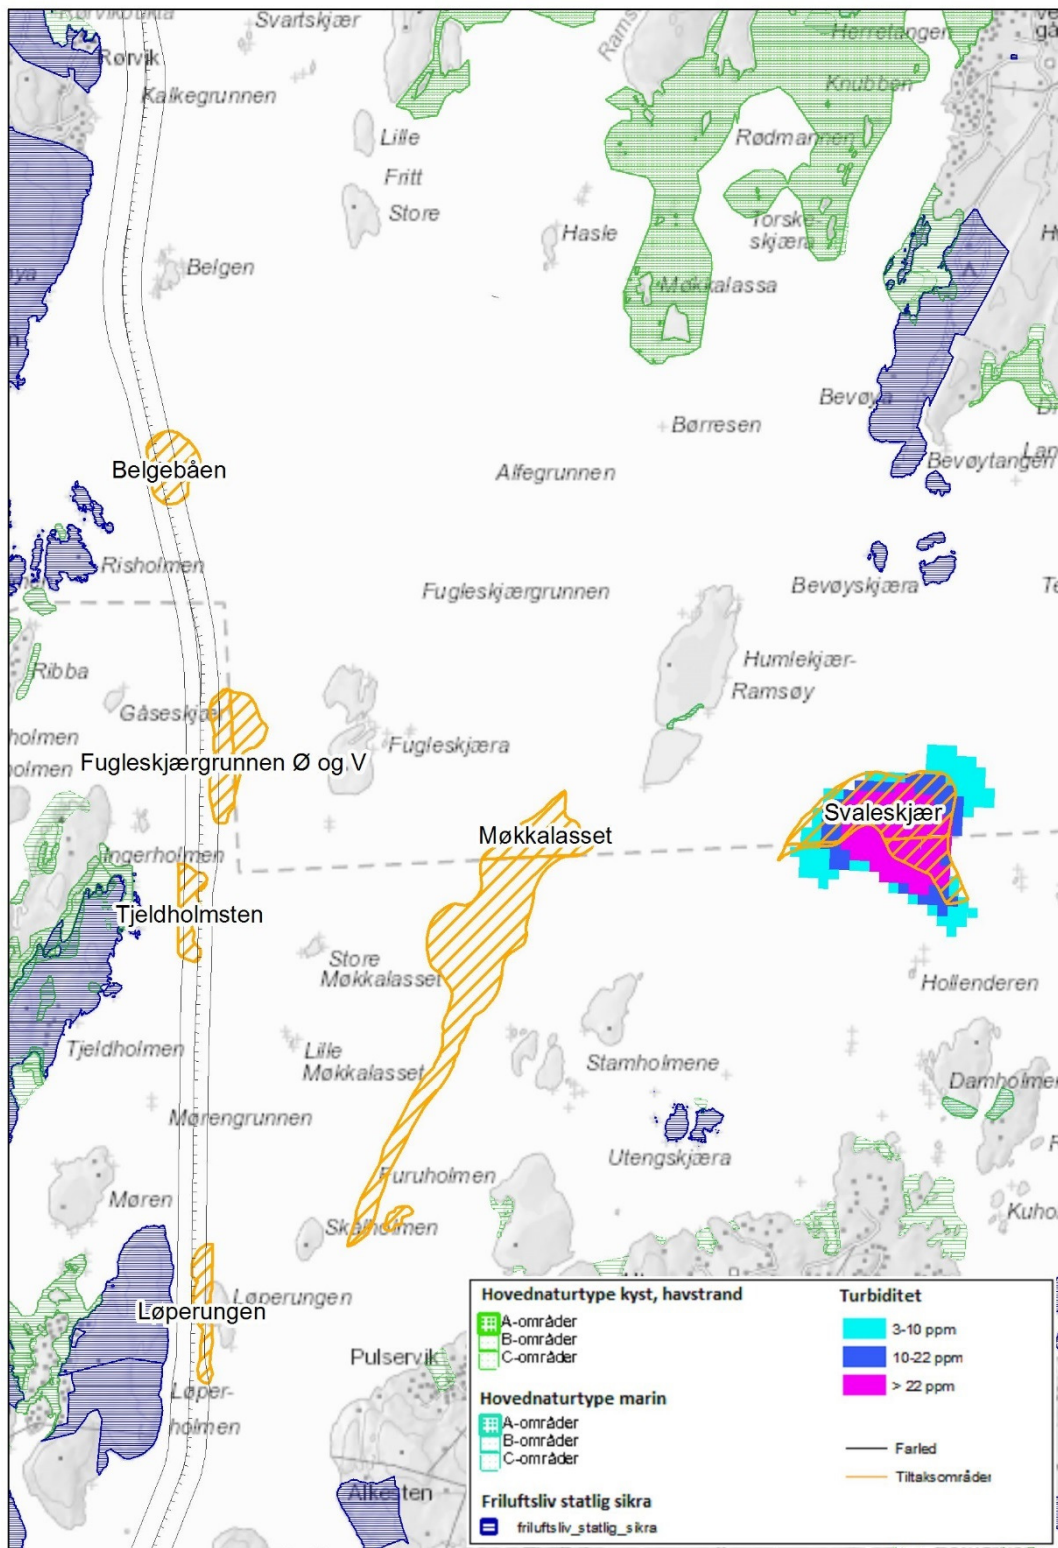 Svartskjær
Herretangen
Rørvik
Kalkegrunnen
Knubben
Lille
Rødmannen
Fritt
Store
Torske-
skjæra
Hasle
Belgen
Møkkalassa
Bevøya
Børresen
Bevøytangen
Belgebåen
Alfegrunnen
Risholmen
Fugleskjærgrunnen
Bevøyskjæra
Ribba
Humlekjær-
Ramsøy
Gåseskjær
holmen
Fugleskjæra
Fugleskjærgrunnen Ø og V
holmen
Svaleskjær
Møkkalasset
Ingerholmen
Tjeldholmsten
Store
Møkkalasset
Hollenderen
Tjeldholmen
Lille
Møkkalasset
Stamholmene
Damholmen
Mørengrunnen
Utengskjæra
Furuholmen
Møren
Skålholmen
Løperungen
Løperungen
Pulservik
Løper-
holmen
Alkesten
Hovednaturtype kyst, havstrand
A-områder
B-områder
C-områder
Hovednaturtype marin
A-områder
B-områder
C-områder
Friluftsliv statlig sikra
friluftsliv_statlig_sikra
Turbiditet
3-10 ppm
10-22 ppm
> 22 ppm
Farled
Tiltaksområder